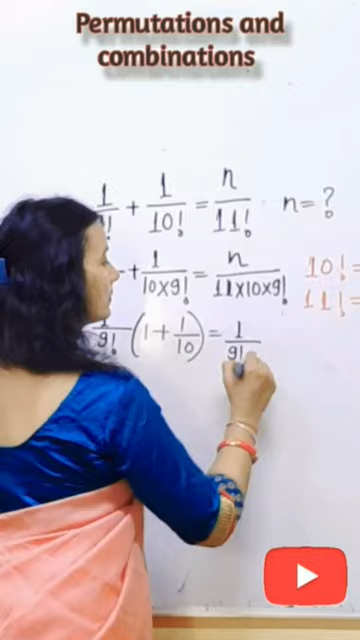 Permutations and
combinations
1/! + 1/10! = n/11! n = ?
+ 1/10×9! = n/11×10×9! 10! =
11! =
1/9! (1 + 1/10) = 1/9!